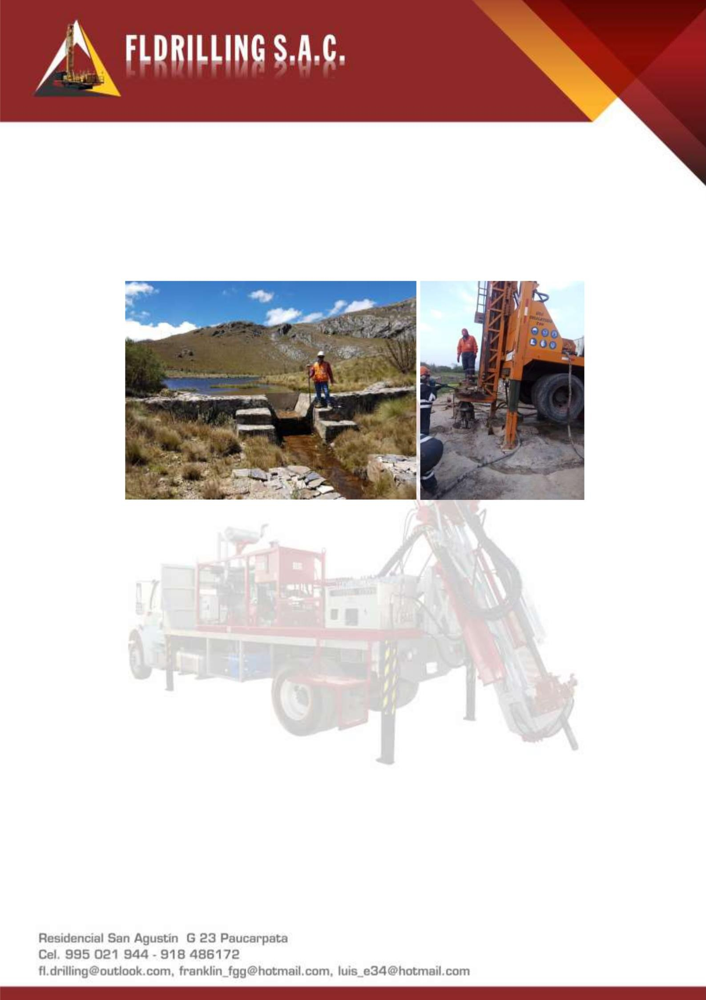 FLDRILLING S.A.C.
Residencial San Agustín G 23 Paucarpata
Cel. 995 021 944 - 918 486172
fl.drilling@outlook.com, franklin_fgg@hotmail.com, luis_e34@hotmail.com